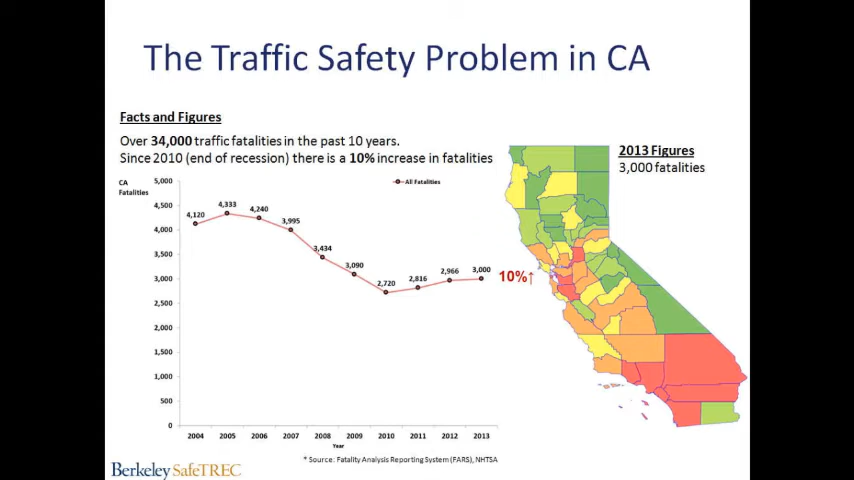 The Traffic Safety Problem in CA
Facts and Figures
Over 34,000 traffic fatalities in the past 10 years.
Since 2010 (end of recession) there is a 10% increase in fatalities
2013 Figures
3,000 fatalities
CA
Fatalities
All Fatalities
5,000
4,500
4,000
3,500
3,000
2,500
2,000
1,500
1,000
500
0
4,120
4,333
4,240
3,995
3,434
3,090
2,720
2,816
2,966
3,000
10%↑
2004 2005 2006 2007 2008 2009 2010 2011 2012 2013
Year
* Source: Fatality Analysis Reporting System (FARS), NHTSA
Berkeley SafeTREC